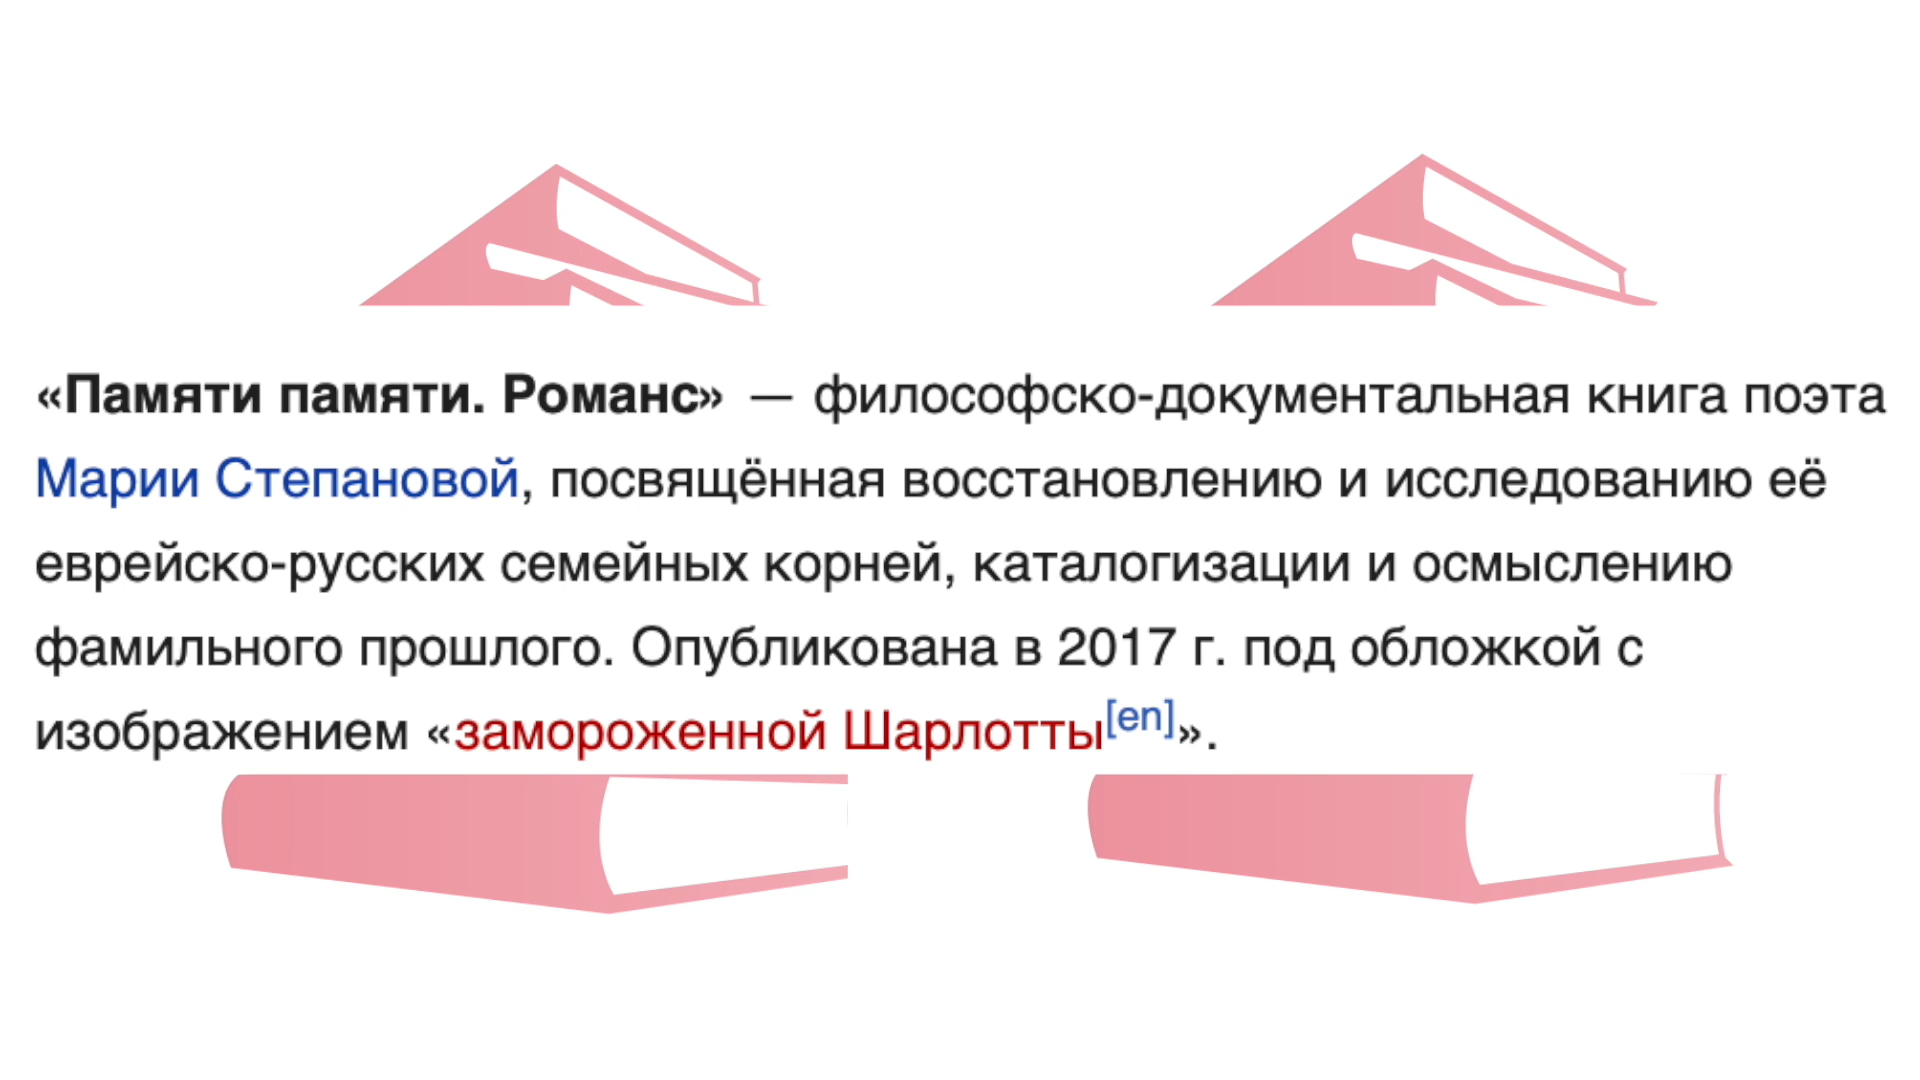 «Памяти памяти. Романс» — философско-документальная книга поэта
Марии Степановой, посвящённая восстановлению и исследованию её
еврейско-русских семейных корней, каталогизации и осмыслению
фамильного прошлого. Опубликована в 2017 г. под обложкой с
изображением «замороженной Шарлотты[en]».